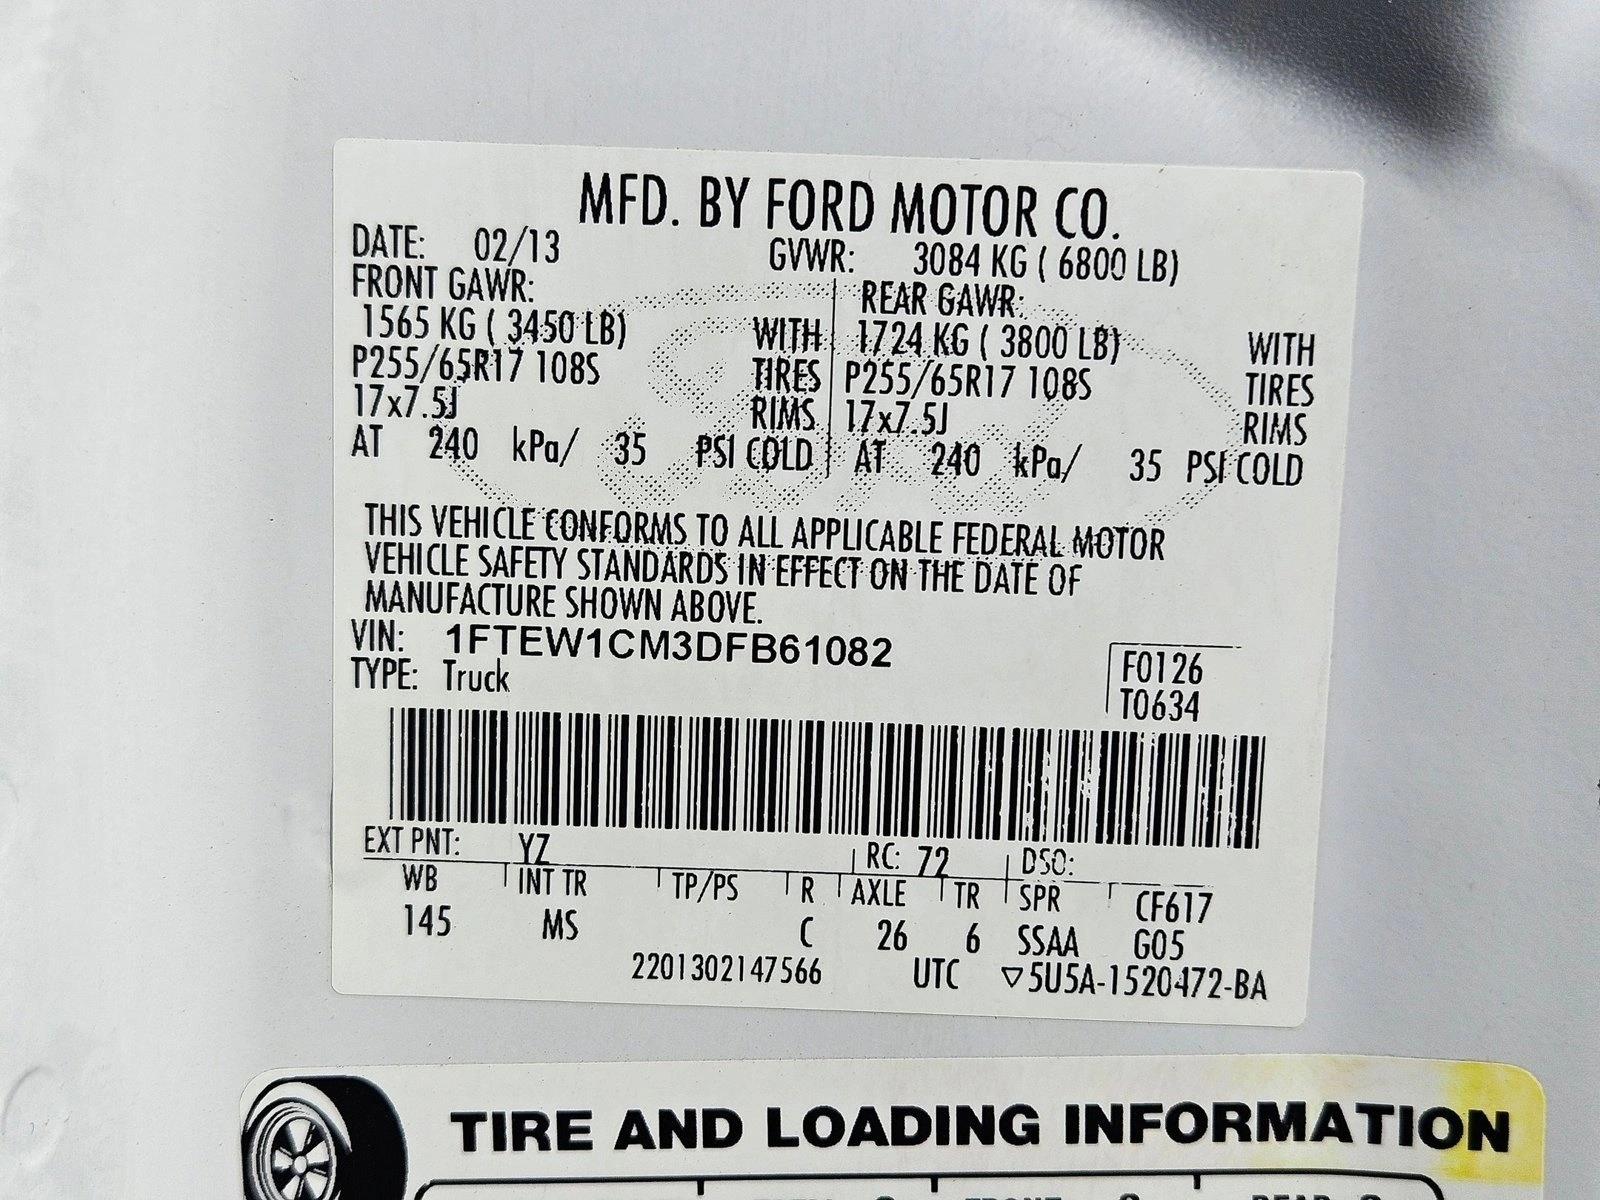 MFD. BY FORD MOTOR CO.
DATE: 02/13 GVWR: 3084 KG ( 6800 LB)
FRONT GAWR: REAR GAWR:
1565 KG ( 3450 LB) WITH 1724 KG ( 3800 LB) WITH
P255/65R17 108S TIRES P255/65R17 108S TIRES
17x7.5J RIMS 17x7.5J RIMS
AT 240 kPa/ 35 PSI COLD AT 240 kPa/ 35 PSI COLD
THIS VEHICLE CONFORMS TO ALL APPLICABLE FEDERAL MOTOR
VEHICLE SAFETY STANDARDS IN EFFECT ON THE DATE OF
MANUFACTURE SHOWN ABOVE.
VIN: 1FTEW1CM3DFB61082
TYPE: Truck
F0126
T0634
EXT PNT: YZ RC: 72 DSO:
WB INT TR TP/PS R AXLE TR SPR CF617
145 MS C 26 6 SSAA G05
2201302147566 UTC ▽5U5A-1520472-BA
TIRE AND LOADING INFORMATION